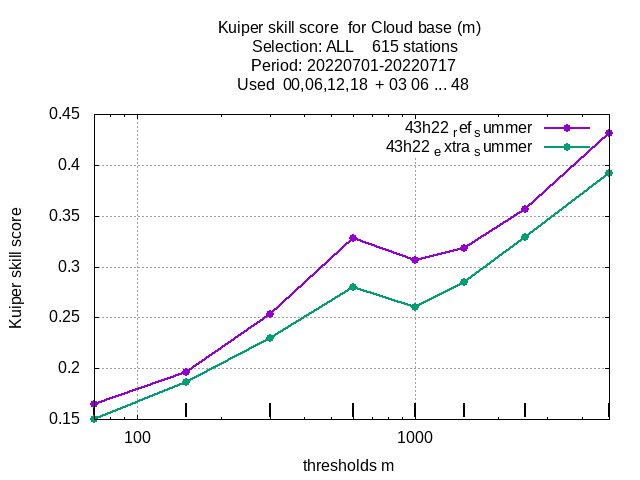 Kuiper skill score  for Cloud base (m)
Selection: ALL    615 stations
Period: 20220701-20220717
Used  00,06,12,18  + 03 06 ... 48
43h22 ref summer
43h22 extra summer
0.45
0.4
0.35
0.3
0.25
0.2
0.15
Kuiper skill score
100
1000
thresholds m